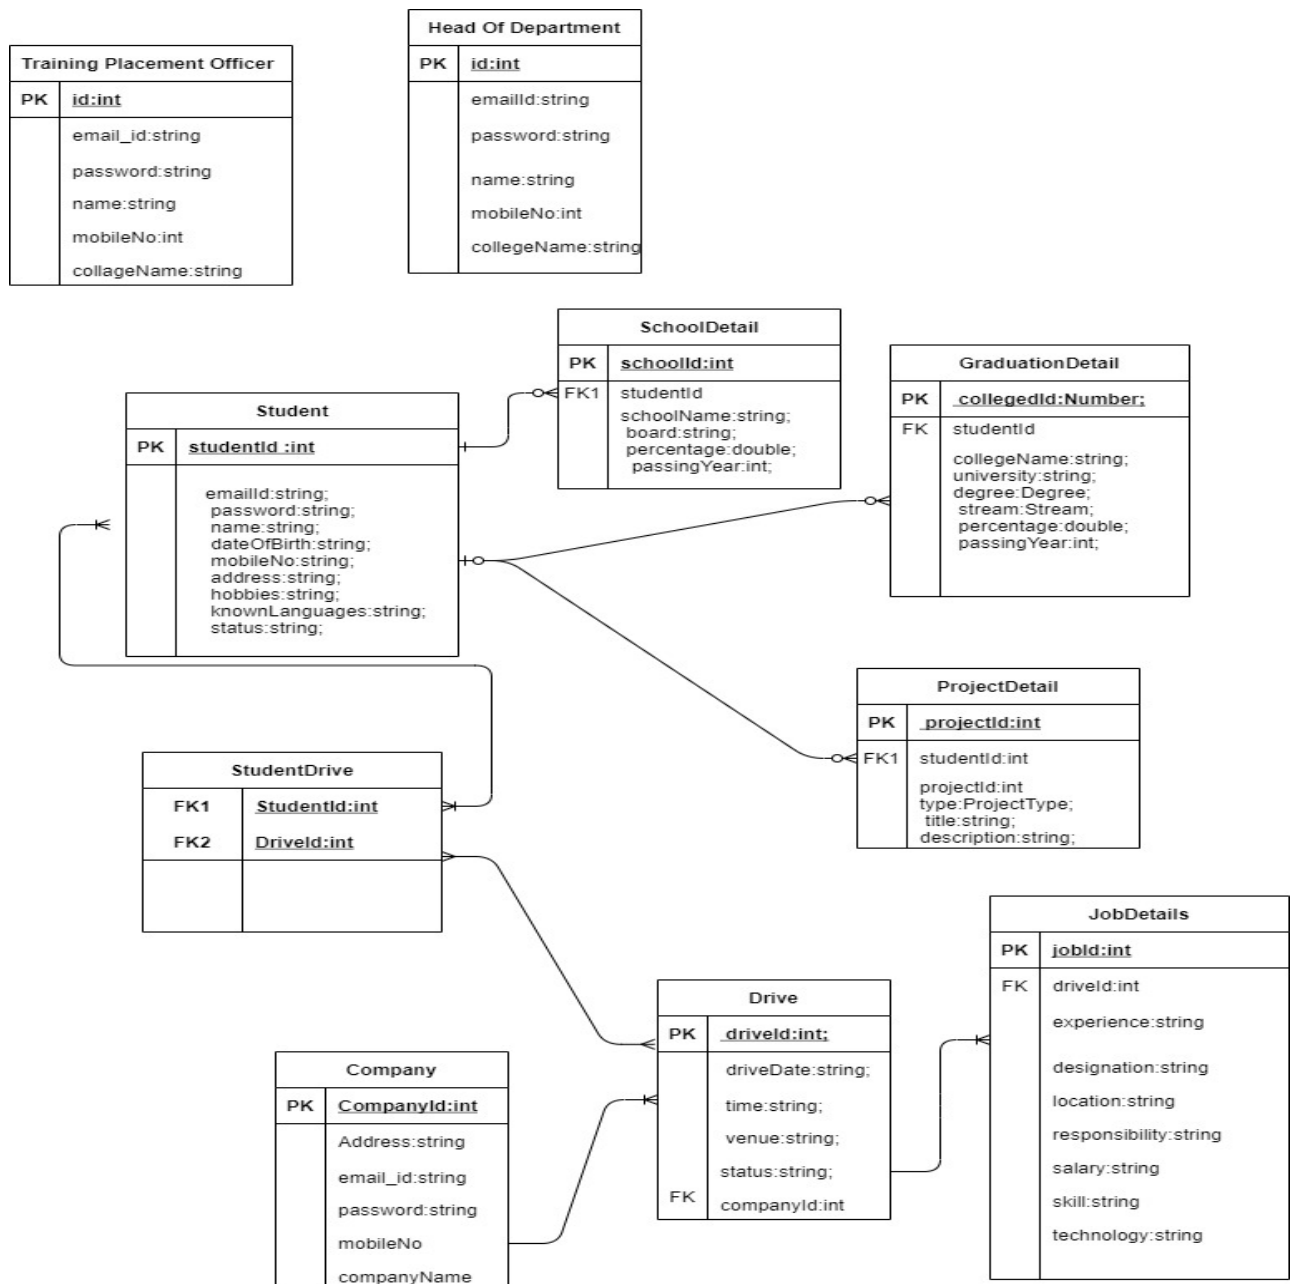 Training Placement Officer
PK id:int
email_id:string
password:string
name:string
mobileNo:int
collageName:string
Head Of Department
PK id:int
emailId:string
password:string
name:string
mobileNo:int
collegeName:string
SchoolDetail
PK schoolId:int
FK1 studentId
schoolName:string;
board:string;
percentage:double;
passingYear:int;
GraduationDetail
PK collegedId:Number;
FK studentId
collegeName:string;
university:string;
degree:Degree;
stream:Stream;
percentage:double;
passingYear:int;
Student
PK studentId :int
emailId:string;
password:string;
name:string;
dateOfBirth:string;
mobileNo:string;
address:string;
hobbies:string;
knownLanguages:string;
status:string;
ProjectDetail
PK projectId:int
FK1 studentId:int
projectId:int
type:ProjectType;
title:string;
description:string;
StudentDrive
FK1 StudentId:int
FK2 DriveId:int
JobDetails
PK jobId:int
FK driveId:int
experience:string
designation:string
location:string
responsibility:string
salary:string
skill:string
technology:string
Drive
PK driveId:int;
driveDate:string;
time:string;
venue:string;
status:string;
FK companyId:int
Company
PK CompanyId:int
Address:string
email_id:string
password:string
mobileNo
companyName